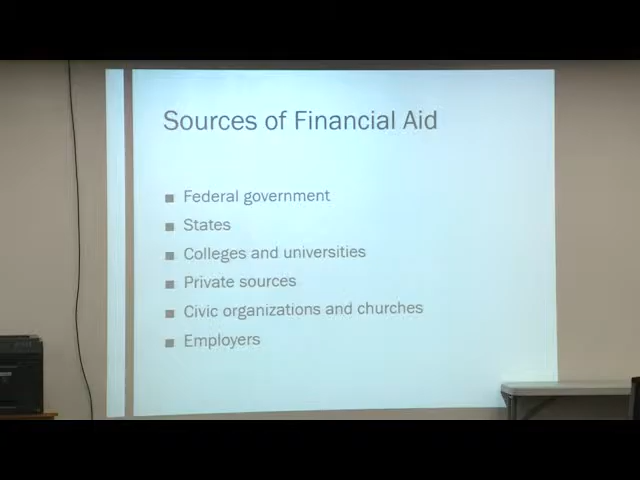 Sources of Financial Aid
Federal government
States
Colleges and universities
Private sources
Civic organizations and churches
Employers